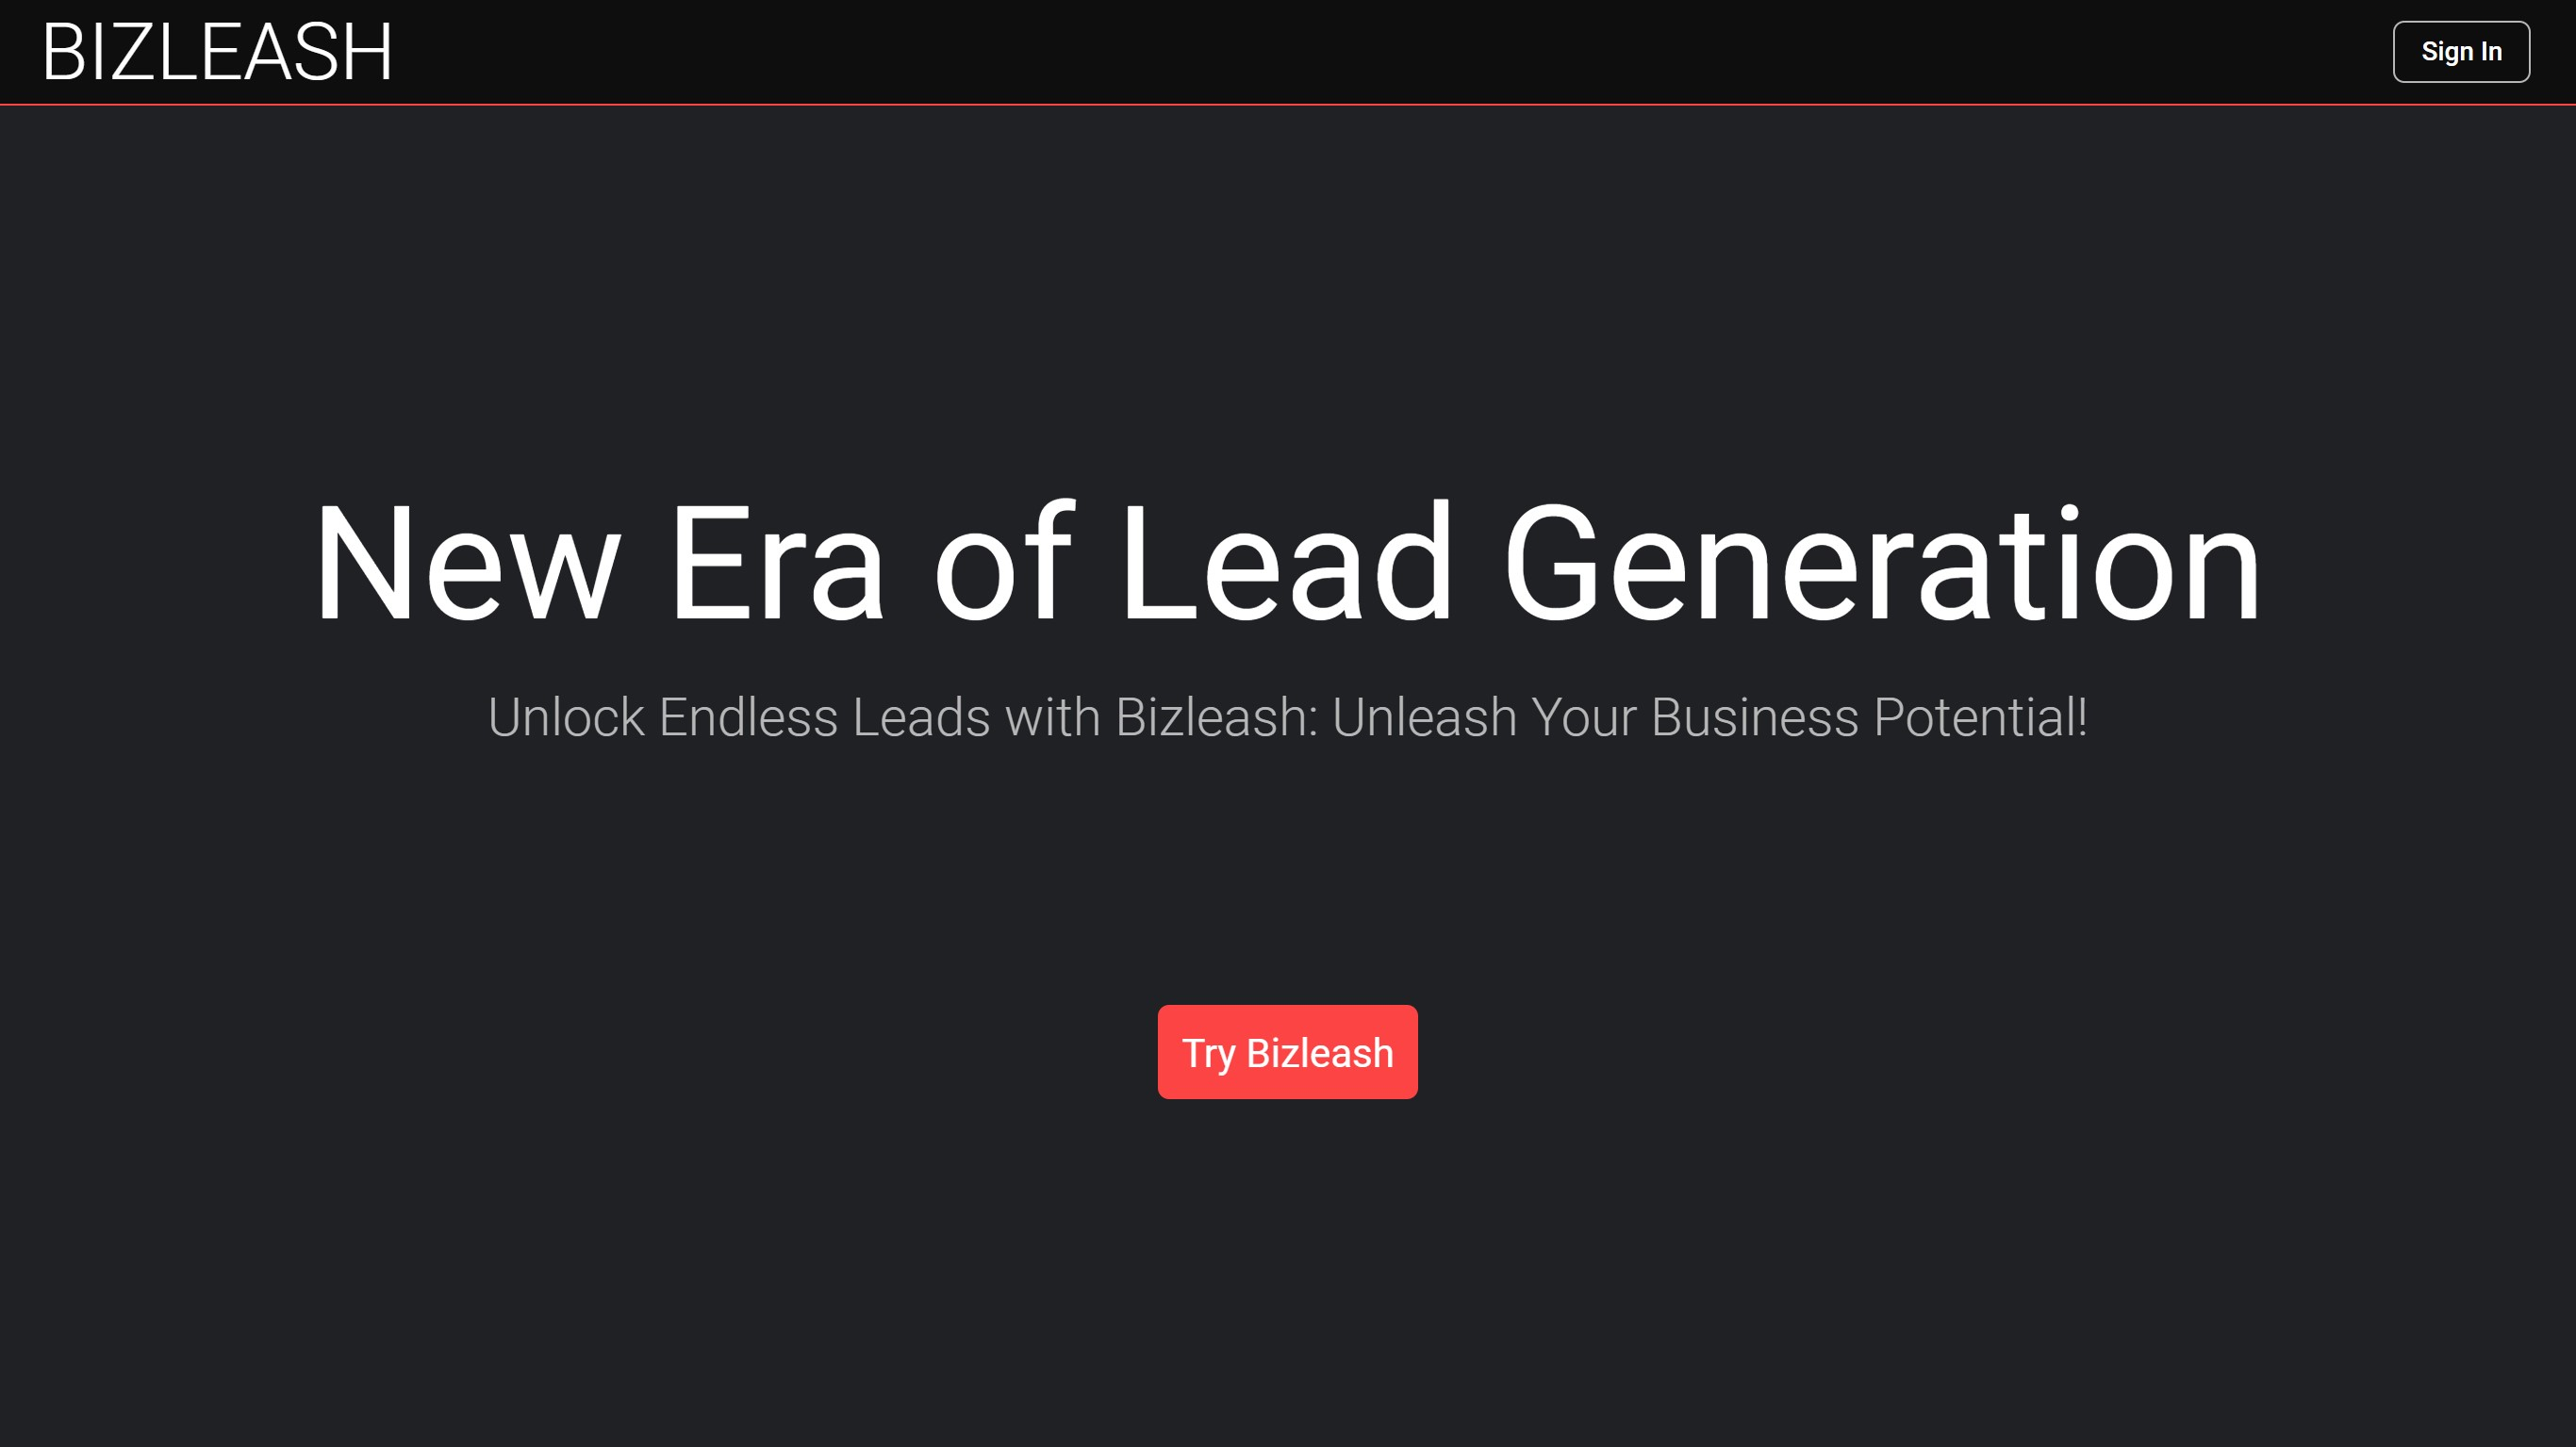 BIZLEASH
Sign In
New Era of Lead Generation
Unlock Endless Leads with Bizleash: Unleash Your Business Potential!
Try Bizleash